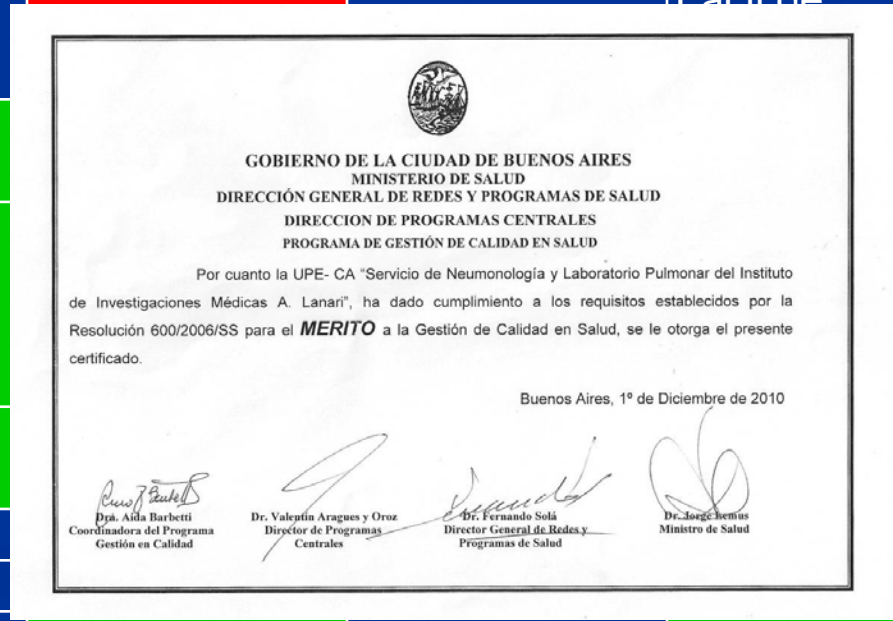 GOBIERNO DE LA CIUDAD DE BUENOS AIRES
MINISTERIO DE SALUD
DIRECCIÓN GENERAL DE REDES Y PROGRAMAS DE SALUD
DIRECCION DE PROGRAMAS CENTRALES
PROGRAMA DE GESTIÓN DE CALIDAD EN SALUD
Por cuanto la UPE- CA “Servicio de Neumonología y Laboratorio Pulmonar del Instituto
de Investigaciones Médicas A. Lanari”, ha dado cumplimiento a los requisitos establecidos por la
Resolución 600/2006/SS para el MERITO a la Gestión de Calidad en Salud, se le otorga el presente
certificado.
Buenos Aires, 1º de Diciembre de 2010
Dra. Aída Barbetti
Coordinadora del Programa
Gestión en Calidad
Dr. Valentín Aragues y Oroz
Director de Programas
Centrales
Dr. Fernando Solá
Director General de Redes y
Programas de Salud
Dr. Jorge Lemus
Ministro de Salud